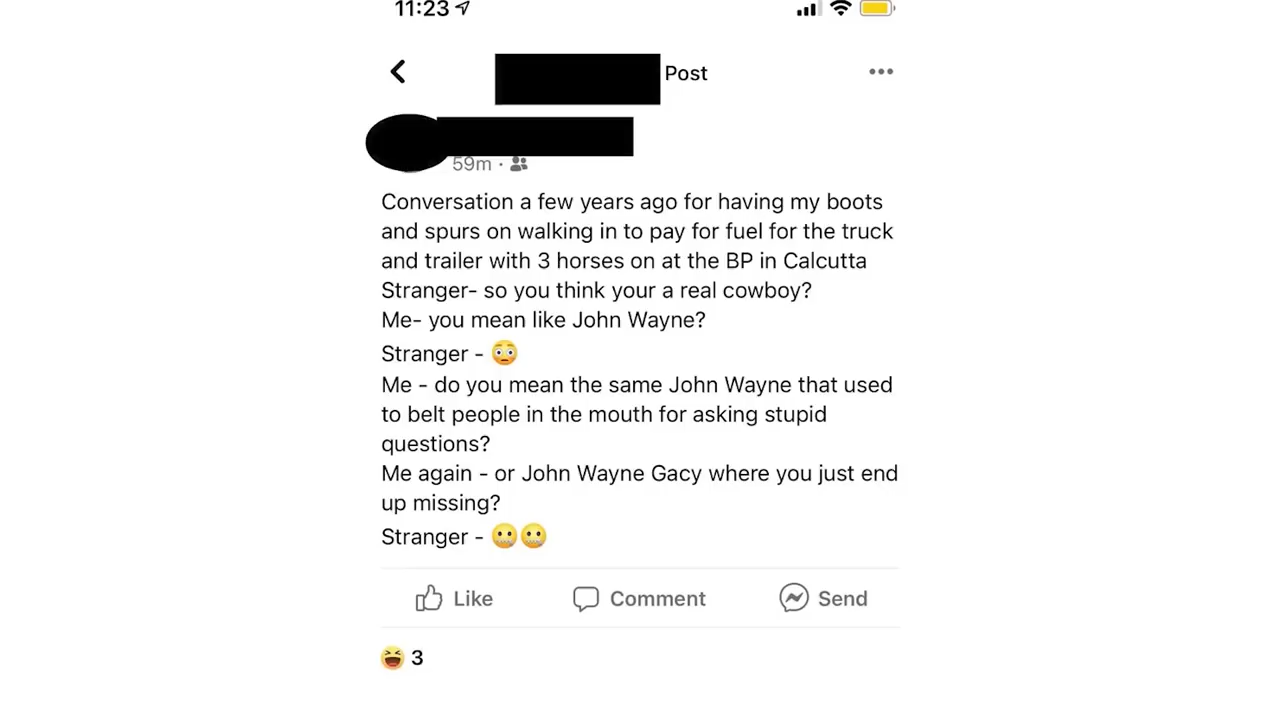 11:23
Post
59m ·
Conversation a few years ago for having my boots
and spurs on walking in to pay for fuel for the truck
and trailer with 3 horses on at the BP in Calcutta
Stranger- so you think your a real cowboy?
Me- you mean like John Wayne?
Stranger - 😳
Me - do you mean the same John Wayne that used
to belt people in the mouth for asking stupid
questions?
Me again - or John Wayne Gacy where you just end
up missing?
Stranger - 🤐🤐
Like Comment Send
😆 3